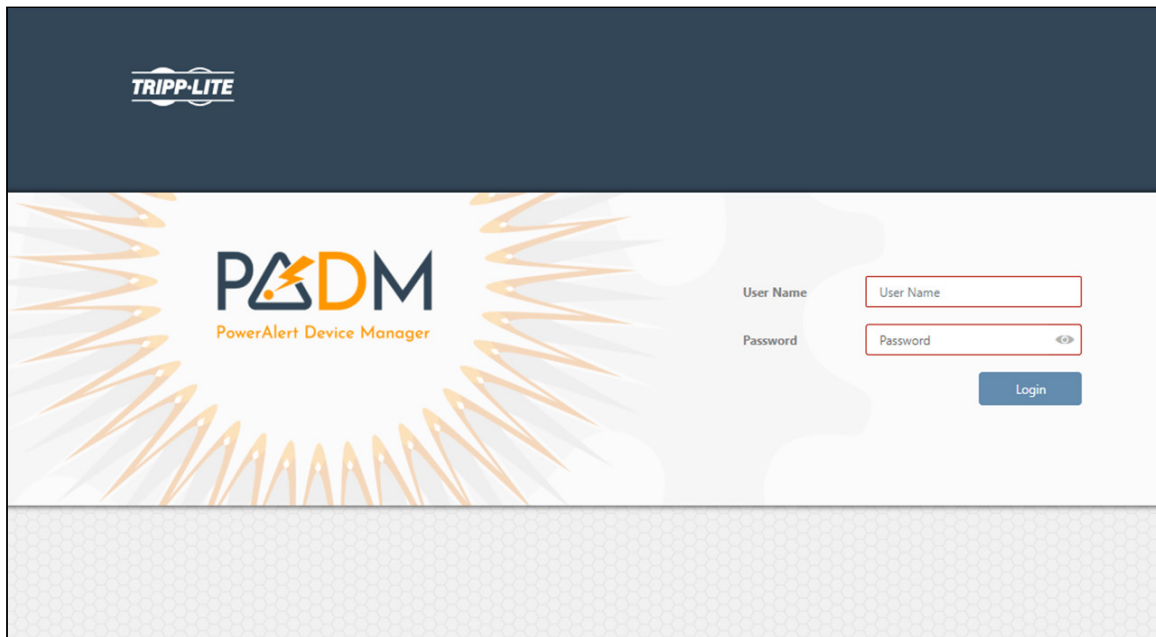 TRIPP·LITE
PADM
PowerAlert Device Manager
User Name User Name
Password Password
Login